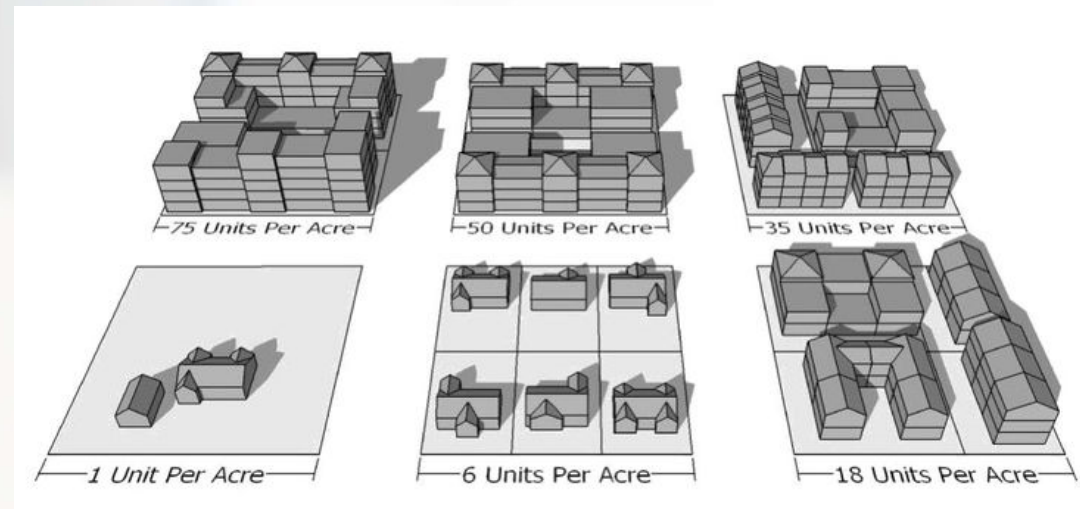 75 Units Per Acre
50 Units Per Acre
35 Units Per Acre
1 Unit Per Acre
6 Units Per Acre
18 Units Per Acre